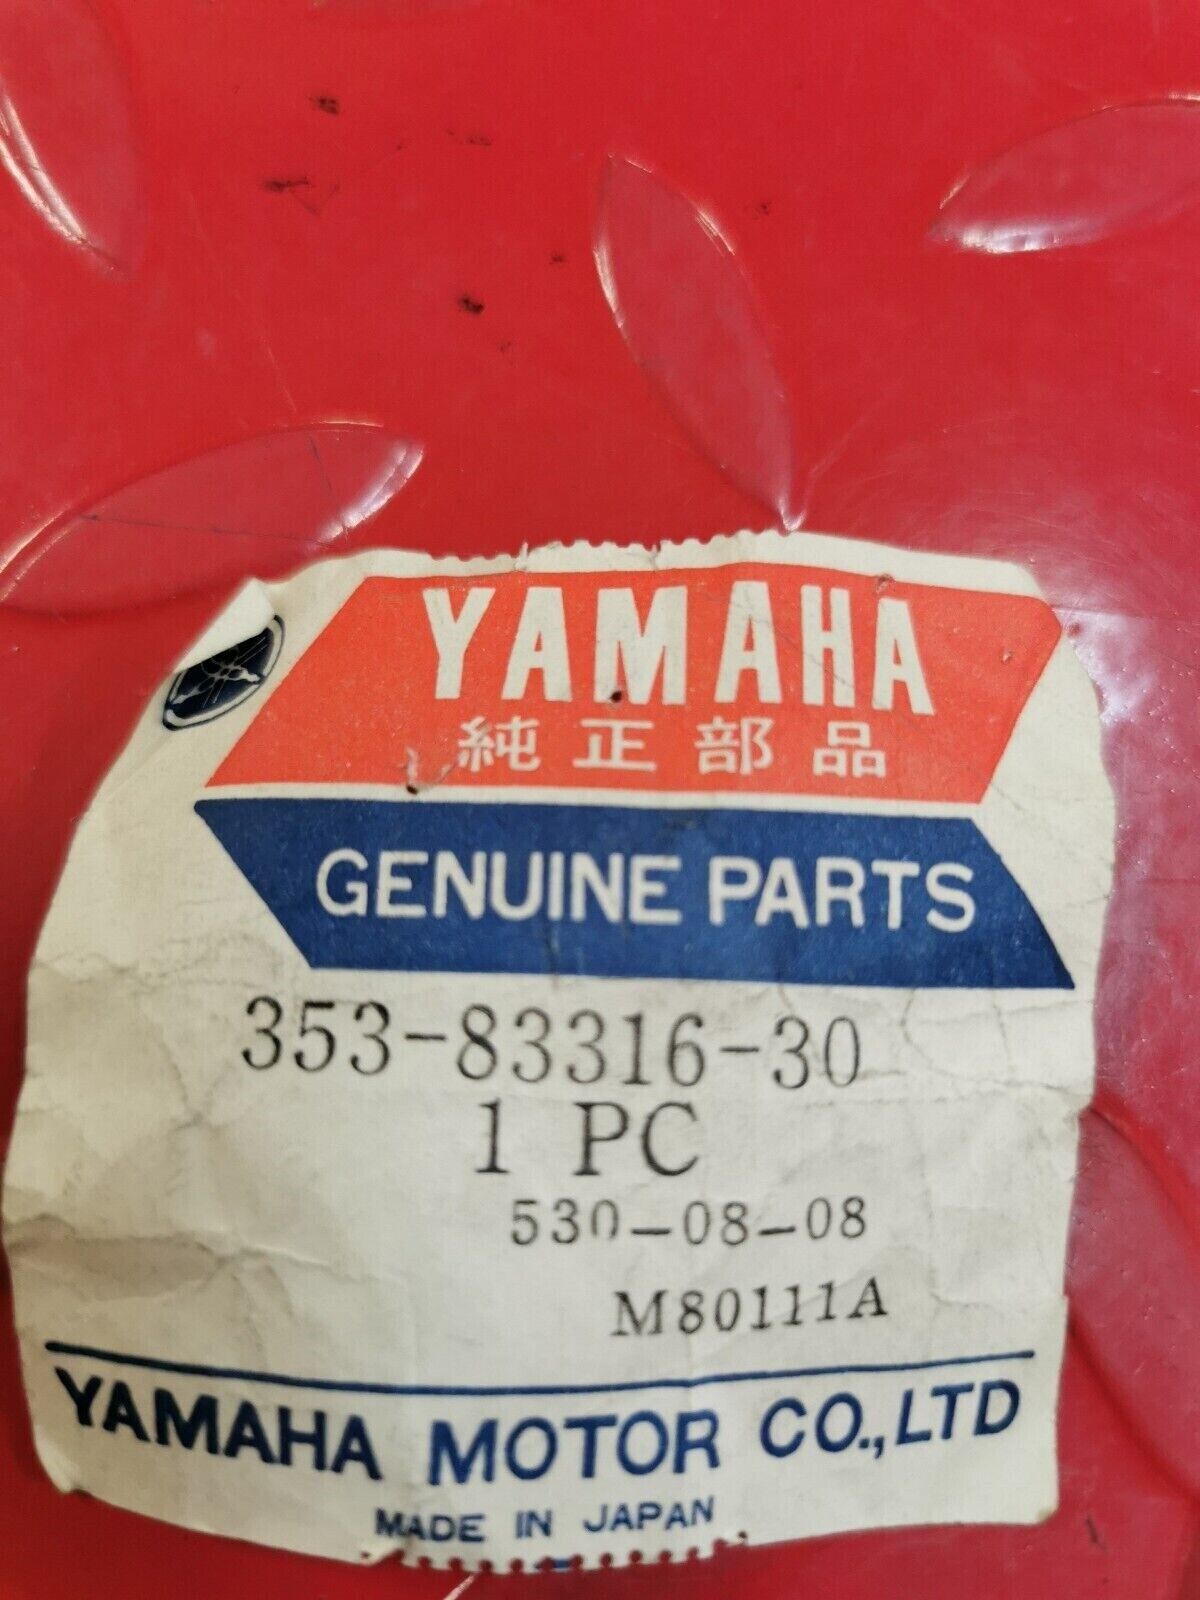 YAMAHA
純正部品
GENUINE PARTS
353-83316-30
1 PC
530-08-08
M80111A
YAMAHA MOTOR CO.,LTD
MADE IN JAPAN